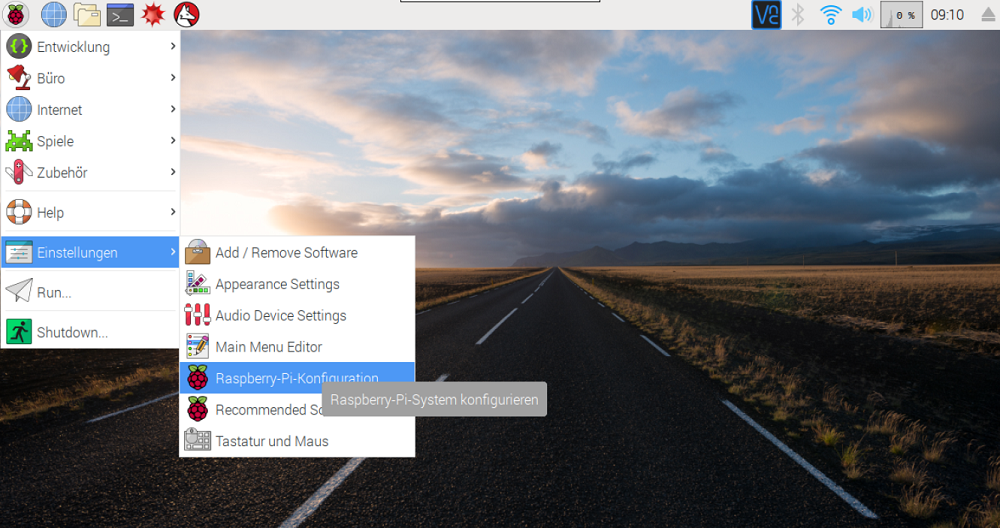 0 %
09:10
Entwicklung
Büro
Internet
Spiele
Zubehör
Help
Einstellungen
Run...
Shutdown...
Add / Remove Software
Appearance Settings
Audio Device Settings
Main Menu Editor
Raspberry-Pi-Konfiguration
Raspberry-Pi-System konfigurieren
Recommended So
Tastatur und Maus